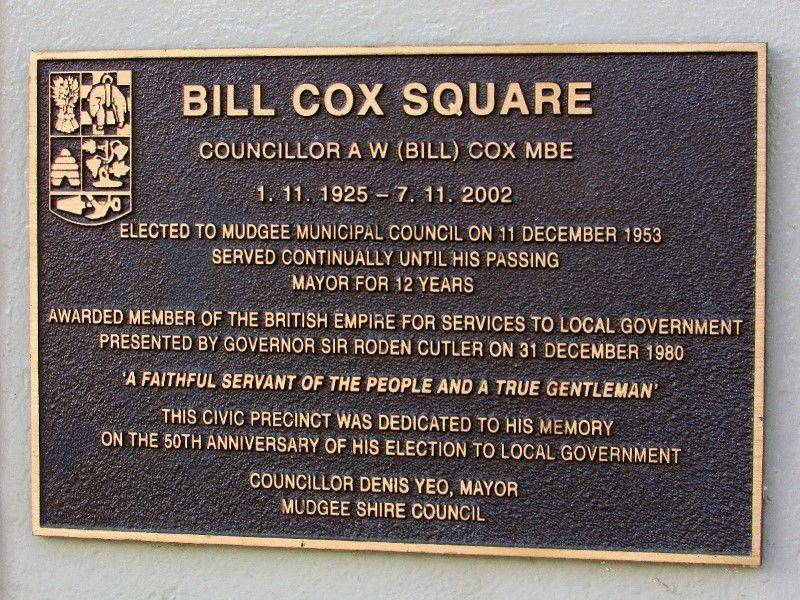 BILL COX SQUARE
COUNCILLOR A W (BILL) COX MBE
1. 11. 1925 – 7. 11. 2002
ELECTED TO MUDGEE MUNICIPAL COUNCIL ON 11 DECEMBER 1953
SERVED CONTINUALLY UNTIL HIS PASSING
MAYOR FOR 12 YEARS
AWARDED MEMBER OF THE BRITISH EMPIRE FOR SERVICES TO LOCAL GOVERNMENT
PRESENTED BY GOVERNOR SIR RODEN CUTLER ON 31 DECEMBER 1980
'A FAITHFUL SERVANT OF THE PEOPLE AND A TRUE GENTLEMAN'
THIS CIVIC PRECINCT WAS DEDICATED TO HIS MEMORY
ON THE 50TH ANNIVERSARY OF HIS ELECTION TO LOCAL GOVERNMENT
COUNCILLOR DENIS YEO, MAYOR
MUDGEE SHIRE COUNCIL